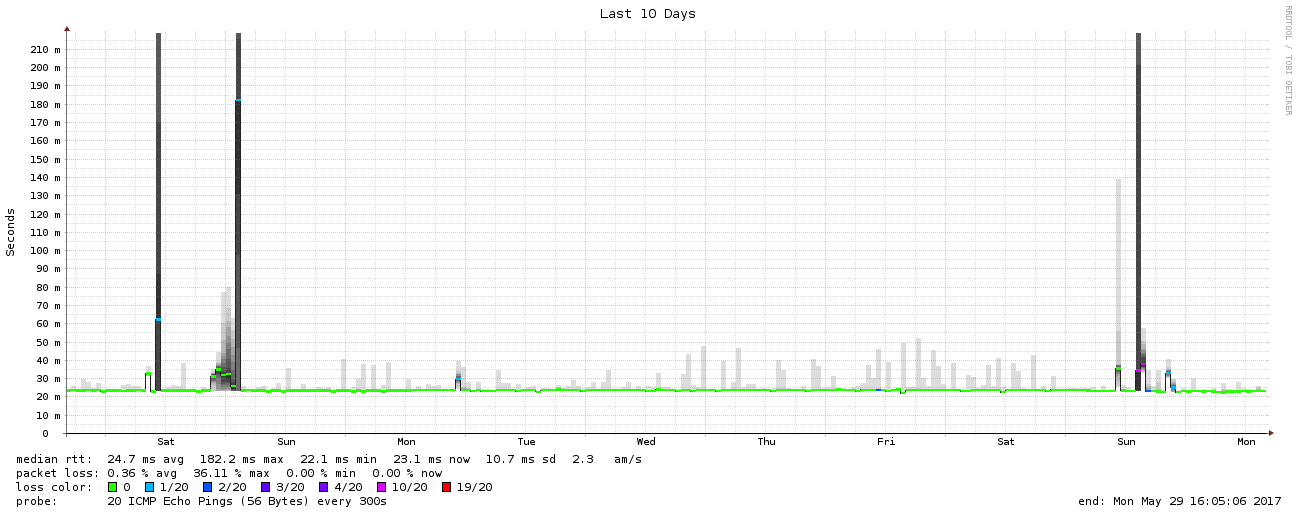 Last 10 Days
RRDTOOL / TOBI OETIKER
Seconds
210 m
200 m
190 m
180 m
170 m
160 m
150 m
140 m
130 m
120 m
110 m
100 m
90 m
80 m
70 m
60 m
50 m
40 m
30 m
20 m
10 m
0
Sat Sun Mon Tue Wed Thu Fri Sat Sun Mon
median rtt: 24.7 ms avg 182.2 ms max 22.1 ms min 23.1 ms now 10.7 ms sd 2.3 am/s
packet loss: 0.36 % avg 36.11 % max 0.00 % min 0.00 % now
loss color: 0 1/20 2/20 3/20 4/20 10/20 19/20
probe: 20 ICMP Echo Pings (56 Bytes) every 300s end: Mon May 29 16:05:06 2017